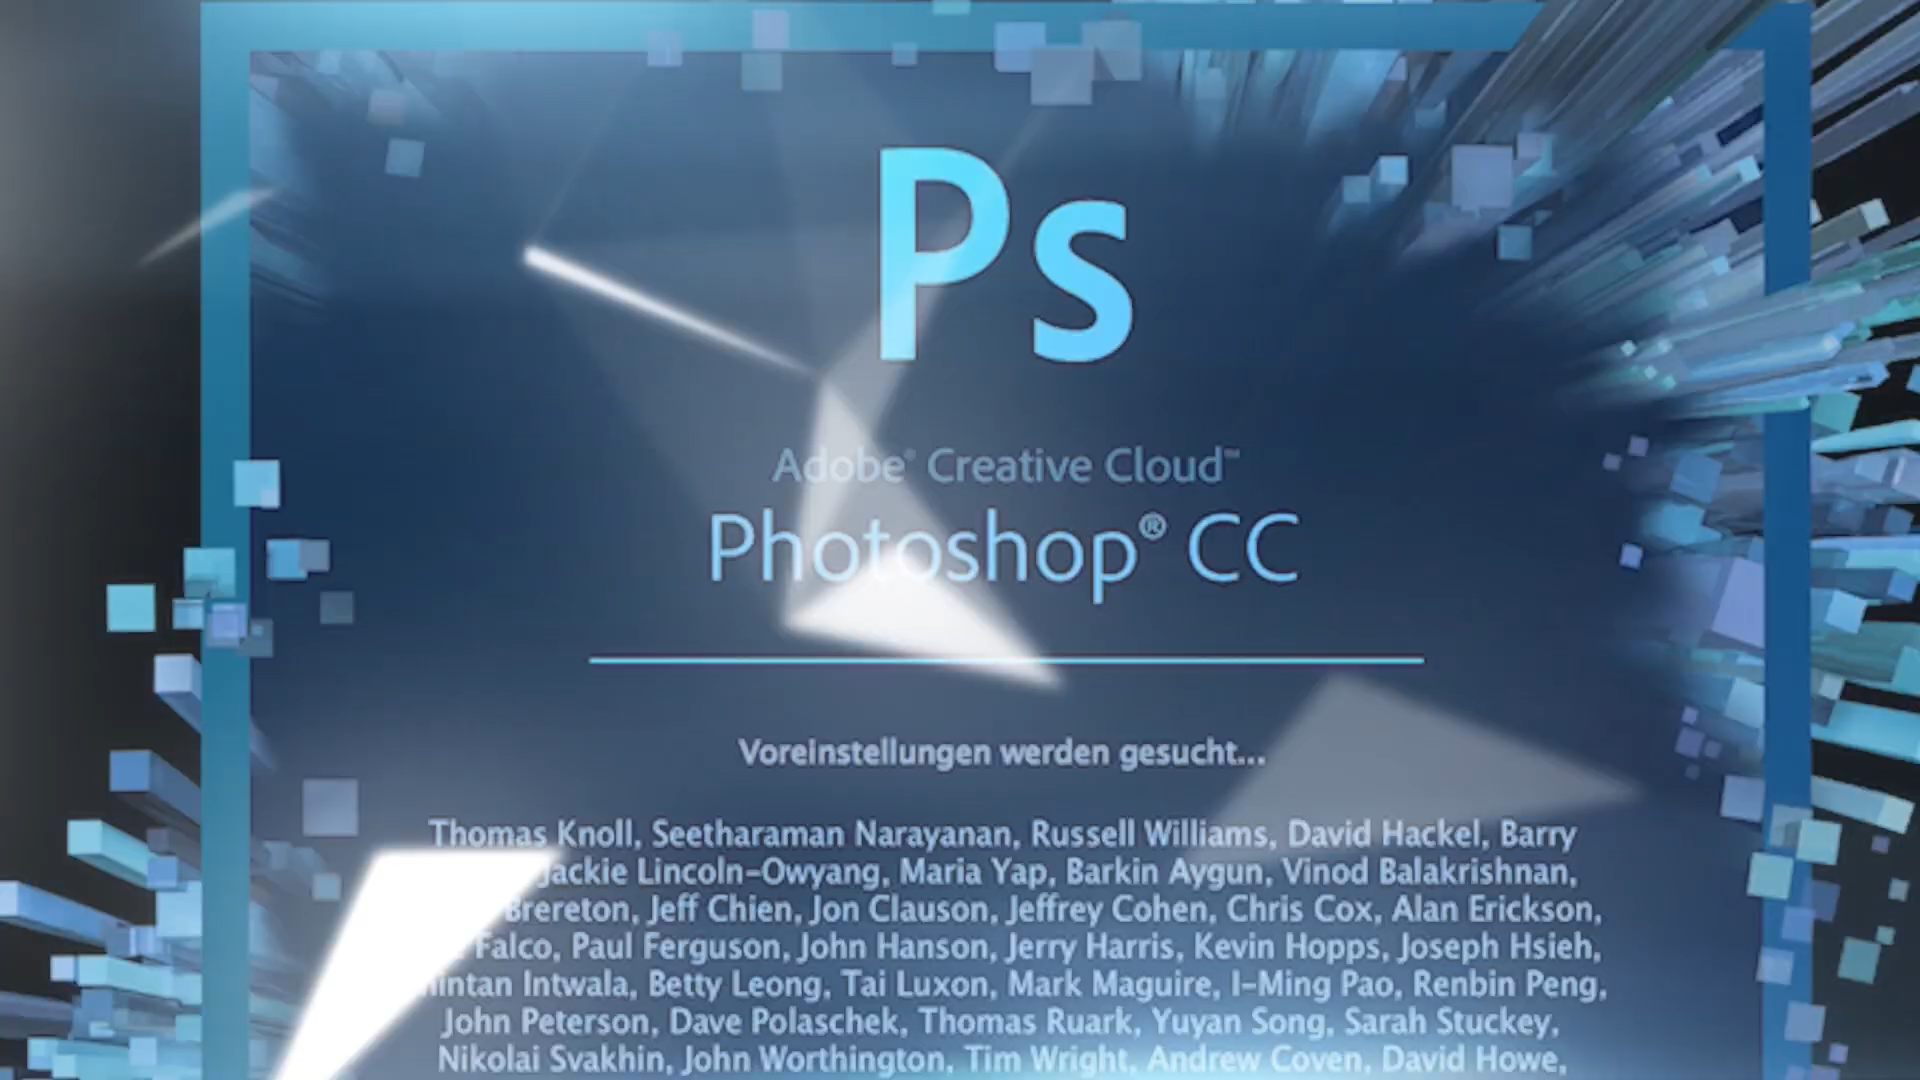 Ps
Adobe® Creative Cloud™
Photoshop® CC
Voreinstellungen werden gesucht...
Thomas Knoll, Seetharaman Narayanan, Russell Williams, David Hackel, Barry
Jackie Lincoln-Owyang, Maria Yap, Barkin Aygun, Vinod Balakrishnan,
Brereton, Jeff Chien, Jon Clauson, Jeffrey Cohen, Chris Cox, Alan Erickson,
Falco, Paul Ferguson, John Hanson, Jerry Harris, Kevin Hopps, Joseph Hsieh,
Intwala, Betty Leong, Tai Luxon, Mark Maguire, I-Ming Pao, Renbin Peng,
John Peterson, Dave Polaschek, Thomas Ruark, Yuyan Song, Sarah Stuckey,
Nikolai Svakhin, John Worthington, Tim Wright, Andrew Coven, David Howe,